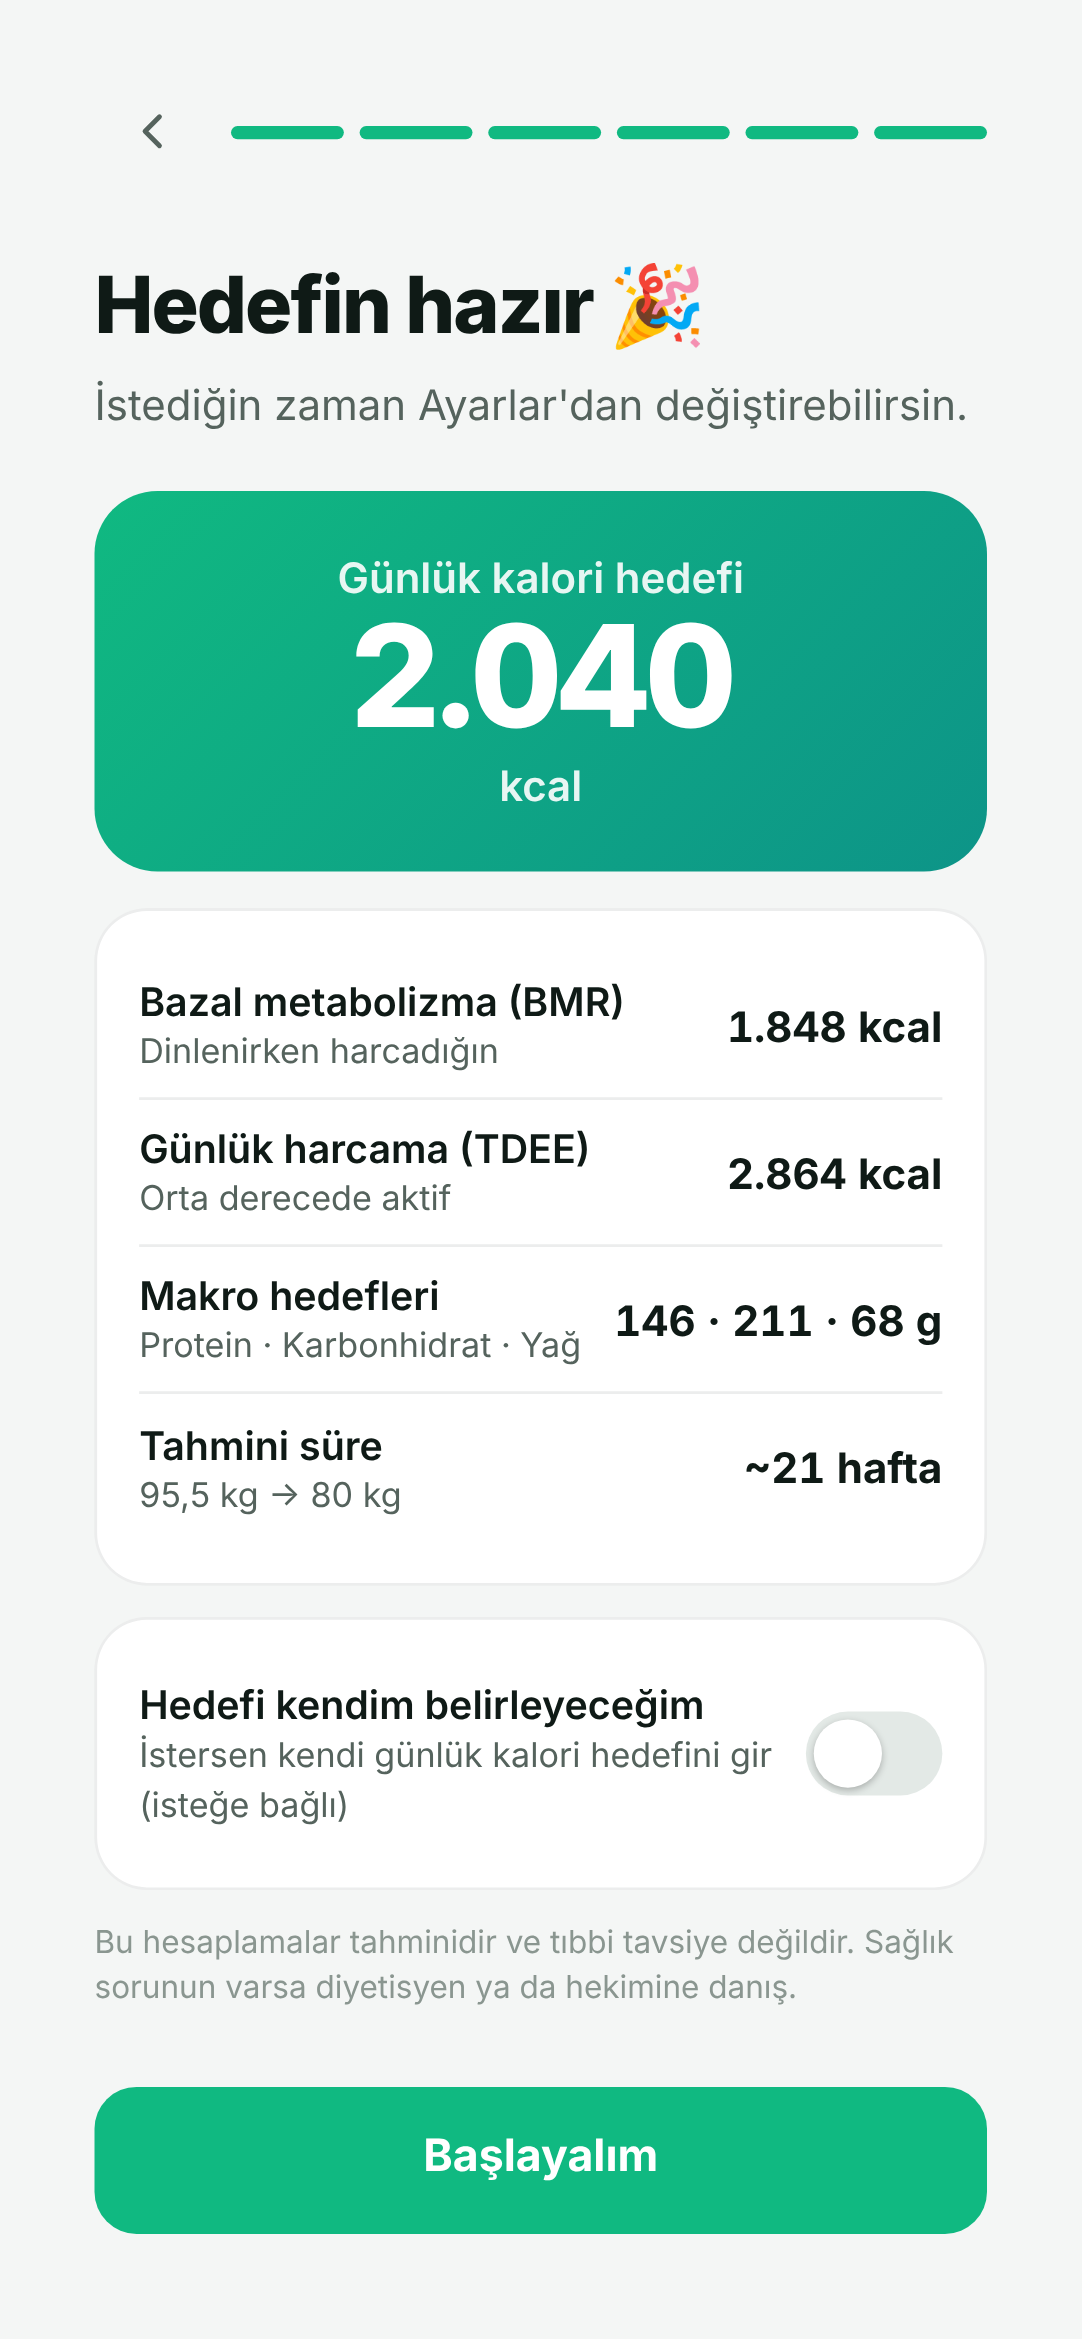 Hedefin hazır 🎉
İstediğin zaman Ayarlar'dan değiştirebilirsin.
Günlük kalori hedefi
2.040
kcal
Bazal metabolizma (BMR)
Dinlenirken harcadığın
1.848 kcal
Günlük harcama (TDEE)
Orta derecede aktif
2.864 kcal
Makro hedefleri
Protein · Karbonhidrat · Yağ
146 · 211 · 68 g
Tahmini süre
95,5 kg → 80 kg
~21 hafta
Hedefi kendim belirleyeceğim
İstersen kendi günlük kalori hedefini gir
(isteğe bağlı)
Bu hesaplamalar tahminidir ve tıbbi tavsiye değildir. Sağlık
sorunun varsa diyetisyen ya da hekimine danış.
Başlayalım